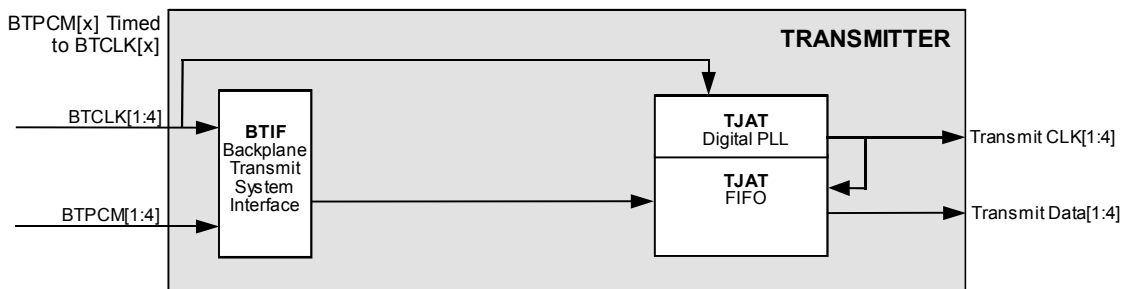 BTPCM[x] Timed
to BTCLK[x]
TRANSMITTER
BTCLK[1:4]
BTIF
Backplane
Transmit
System
Interface
BTPCM[1:4]
TJAT
Digital PLL
TJAT
FIFO
Transmit CLK[1:4]
Transmit Data[1:4]